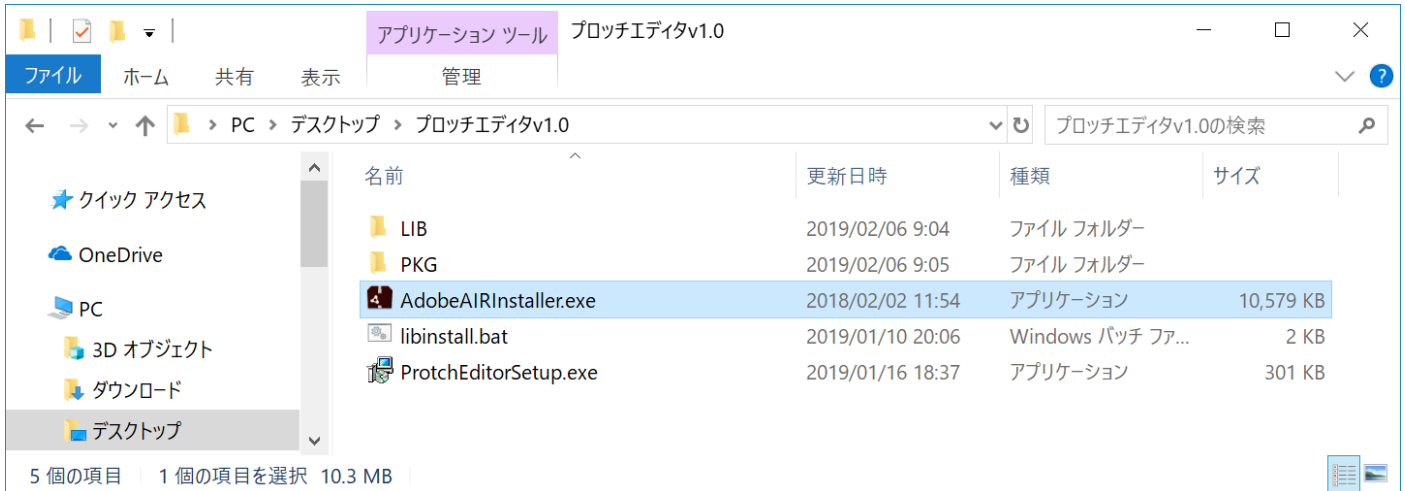 アプリケーション ツール プロッチエディタv1.0
ファイル ホーム 共有 表示 管理 ?
PC デスクトップ プロッチエディタv1.0 プロッチエディタv1.0の検索
名前 更新日時 種類 サイズ
クイック アクセス
LIB 2019/02/06 9:04 ファイル フォルダー
OneDrive
PKG 2019/02/06 9:05 ファイル フォルダー
PC
AdobeAIRInstaller.exe 2018/02/02 11:54 アプリケーション 10,579 KB
3D オブジェクト
libinstall.bat 2019/01/10 20:06 Windows バッチ ファ... 2 KB
ダウンロード
ProtchEditorSetup.exe 2019/01/16 18:37 アプリケーション 301 KB
デスクトップ
5 個の項目 1 個の項目を選択 10.3 MB